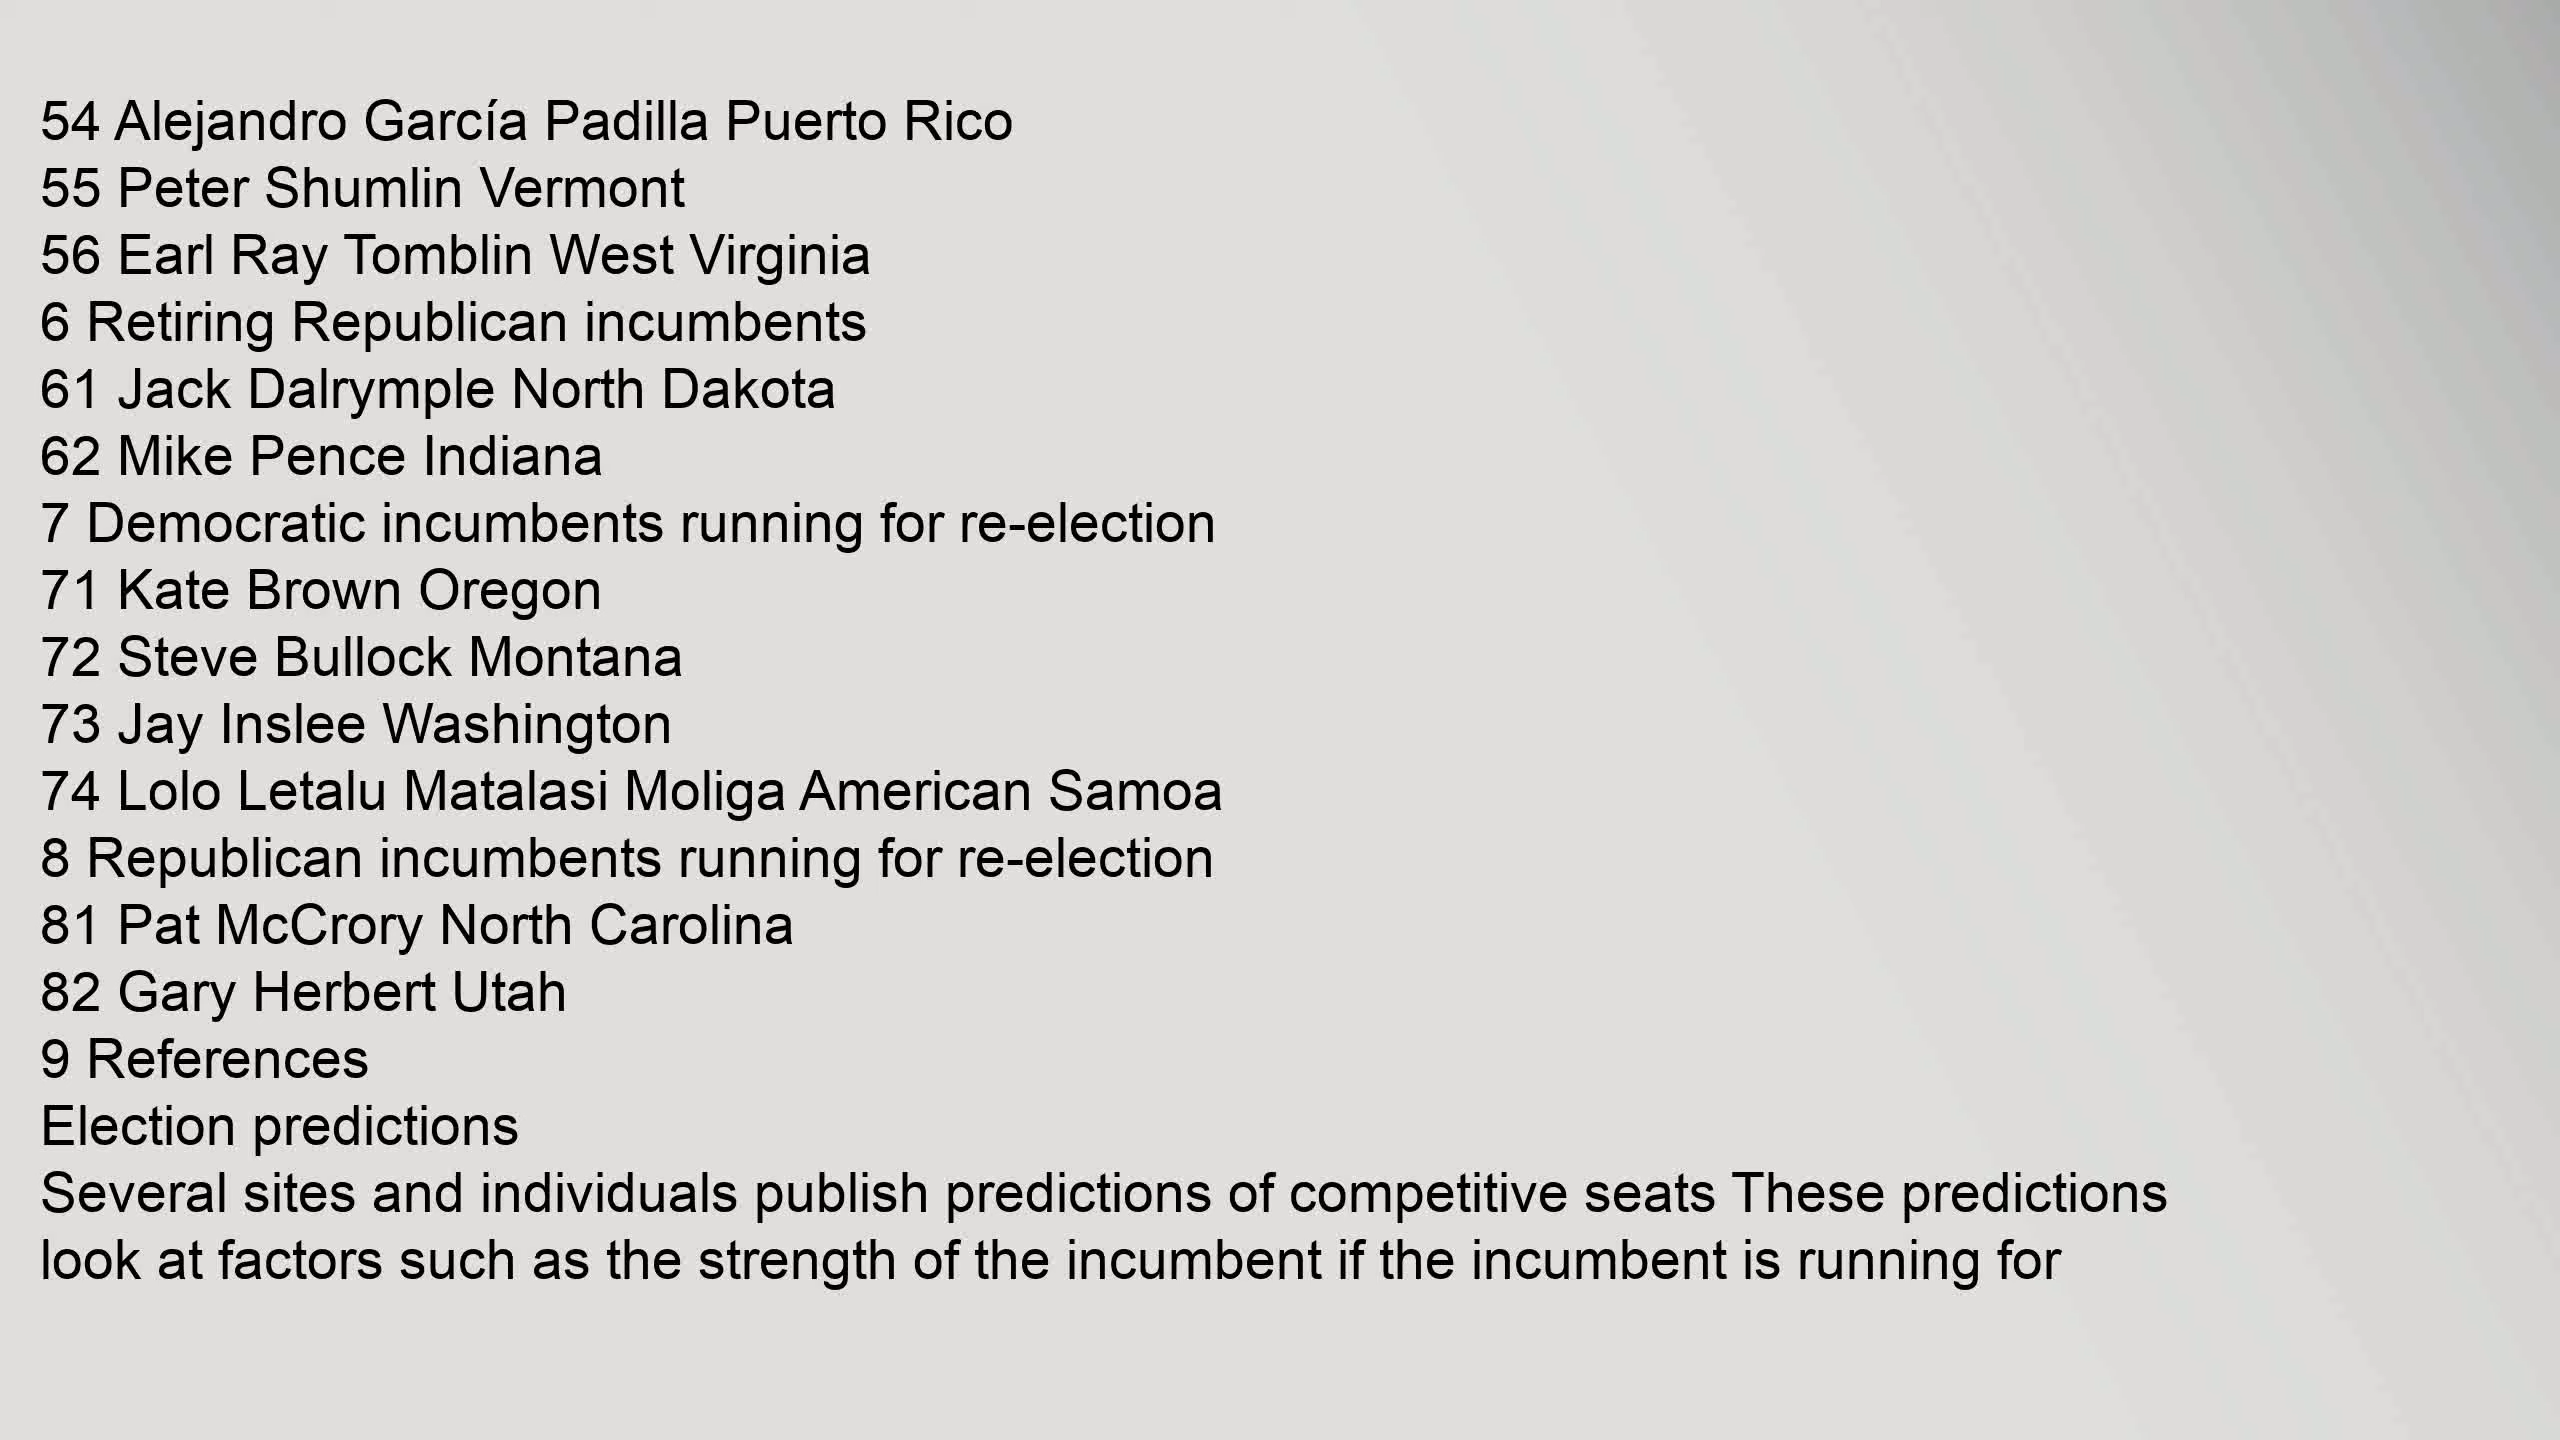 54 Alejandro García Padilla Puerto Rico
55 Peter Shumlin Vermont
56 Earl Ray Tomblin West Virginia
6 Retiring Republican incumbents
61 Jack Dalrymple North Dakota
62 Mike Pence Indiana
7 Democratic incumbents running for re-election
71 Kate Brown Oregon
72 Steve Bullock Montana
73 Jay Inslee Washington
74 Lolo Letalu Matalasi Moliga American Samoa
8 Republican incumbents running for re-election
81 Pat McCrory North Carolina
82 Gary Herbert Utah
9 References
Election predictions
Several sites and individuals publish predictions of competitive seats These predictions
look at factors such as the strength of the incumbent if the incumbent is running for